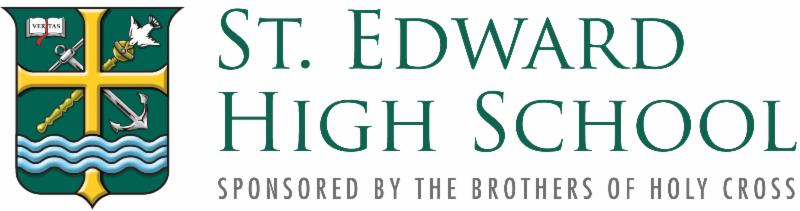 VERITAS
ST. EDWARD
HIGH SCHOOL
SPONSORED BY THE BROTHERS OF HOLY CROSS